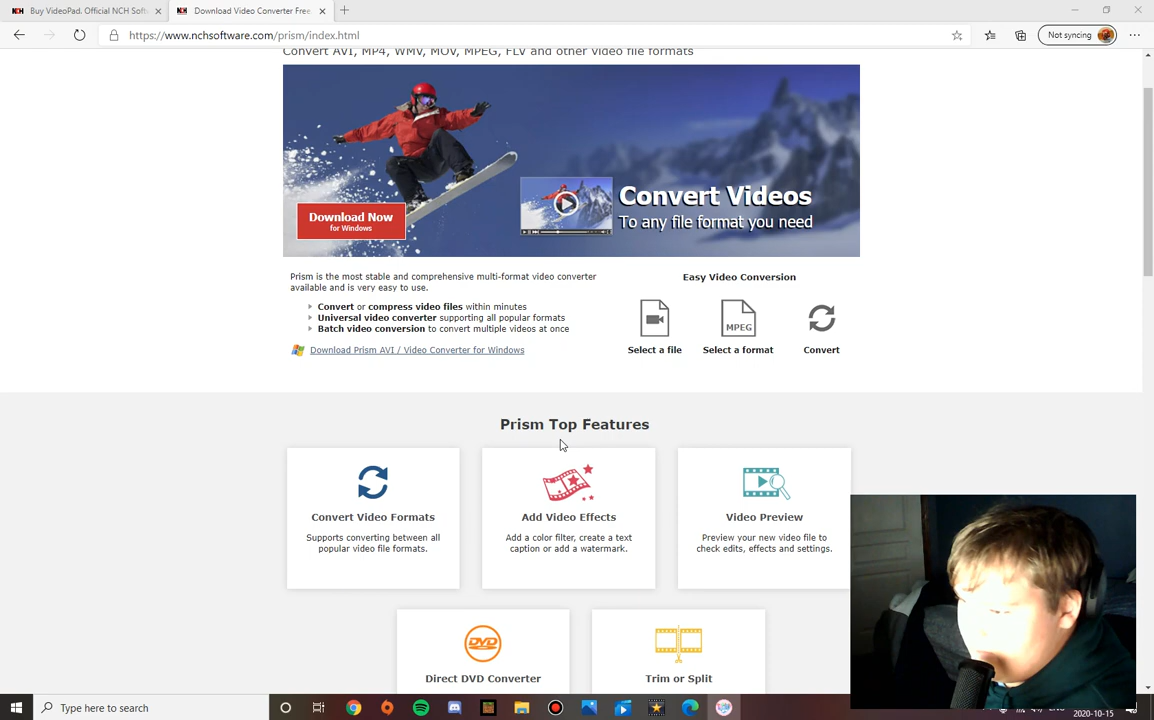 NCH Buy VideoPad. Official NCH Soft
NCH Download Video Converter Free
https://www.nchsoftware.com/prism/index.html
Not syncing
Convert AVI, MP4, WMV, MOV, MPEG, FLV and other video file formats
Download Now
for Windows
Convert Videos
To any file format you need
Prism is the most stable and comprehensive multi-format video converter
available and is very easy to use.
Convert or compress video files within minutes
Universal video converter supporting all popular formats
Batch video conversion to convert multiple videos at once
Download Prism AVI / Video Converter for Windows
Easy Video Conversion
MPEG
Select a file
Select a format
Convert
Prism Top Features
Convert Video Formats
Supports converting between all
popular video file formats.
Add Video Effects
Add a color filter, create a text
caption or add a watermark.
Video Preview
Preview your new video file to
check edits, effects and settings.
DVD
Direct DVD Converter
Trim or Split
Type here to search
2020-10-15